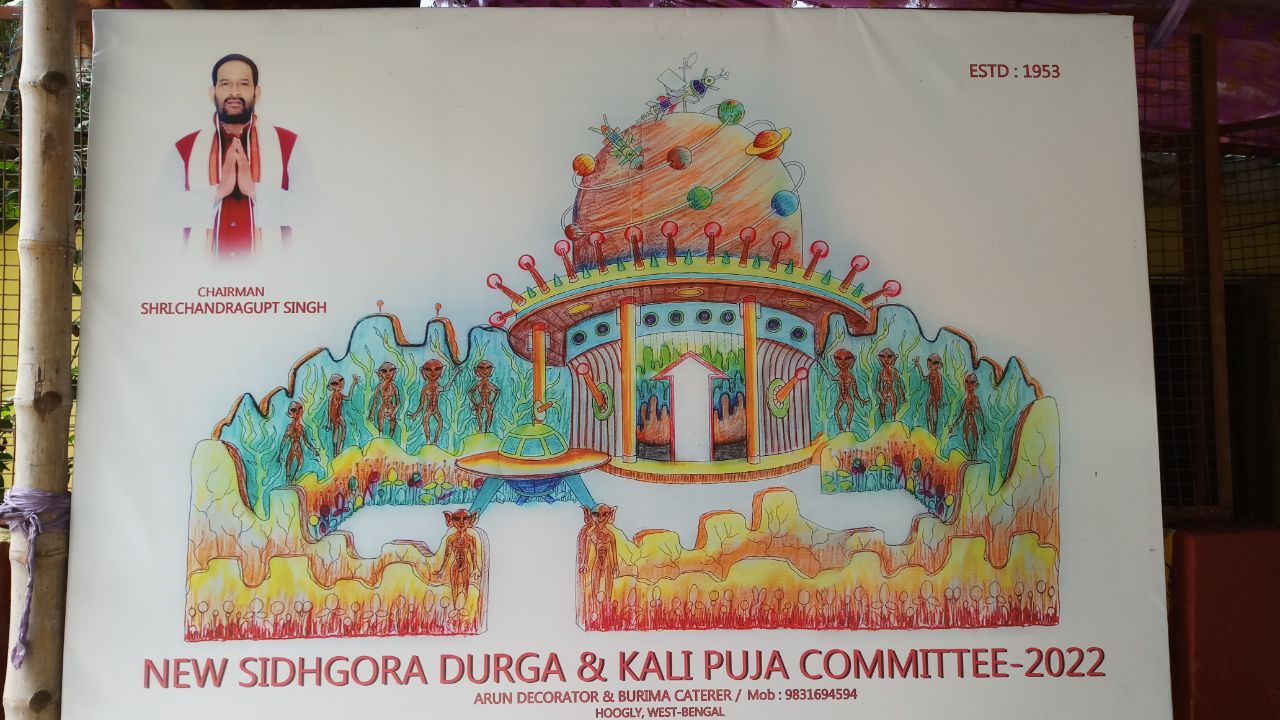 ESTD : 1953
CHAIRMAN
SHRI.CHANDRAGUPT SINGH
NEW SIDHGORA DURGA & KALI PUJA COMMITTEE-2022
ARUN DECORATOR & BURIMA CATERER / Mob : 9831694594
HOOGLY, WEST-BENGAL